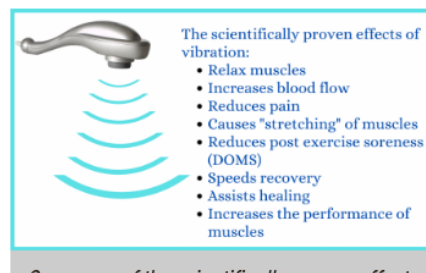 The scientifically proven effects of
vibration:
• Relax muscles
• Increases blood flow
• Reduces pain
• Causes "stretching" of muscles
• Reduces post exercise soreness
(DOMS)
• Speeds recovery
• Assists healing
• Increases the performance of
muscles